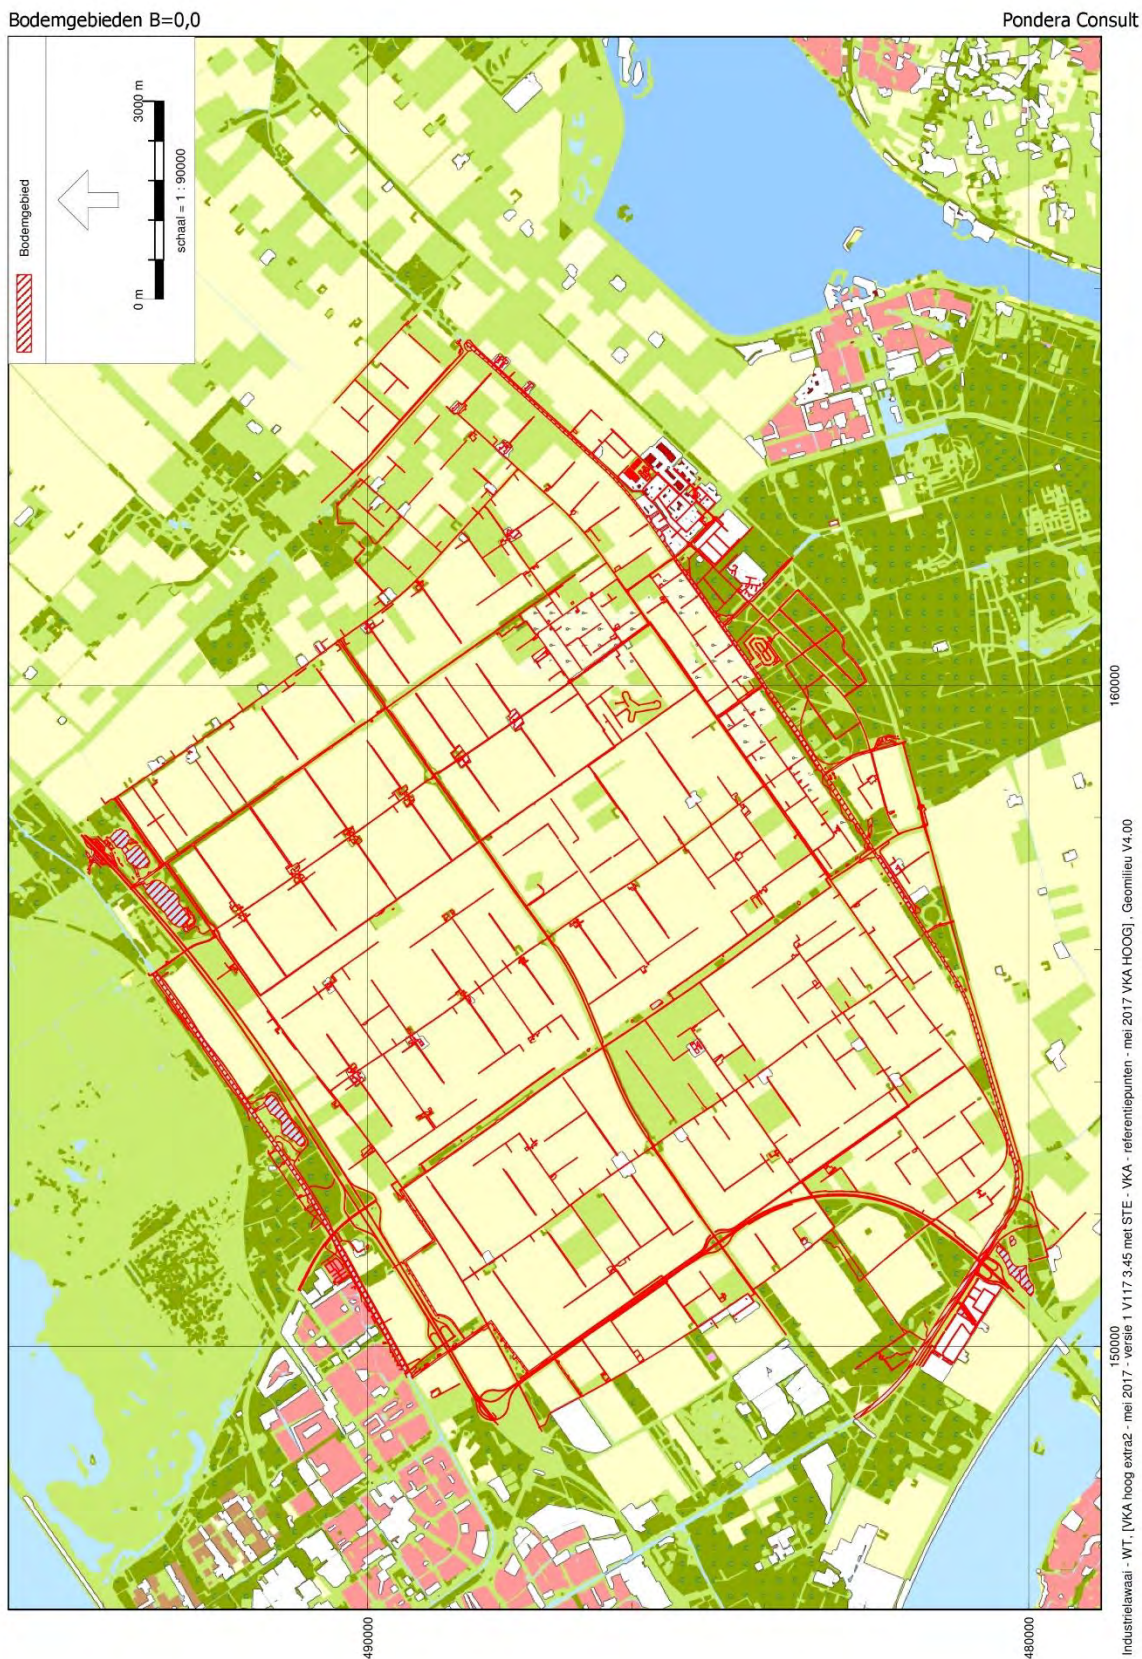 Bodemgebieden B=0,0
Pondera Consult
Bodemgebied
0 m
3000 m
schaal = 1 : 90000
160000
150000
490000
480000
Industrielawaai - WT, [VKA hoog extra2 - mei 2017 - versie 1 V117 3.45 met STE - VKA - referentiepunten - mei 2017 VKA HOOG] , Geomilieu V4.00